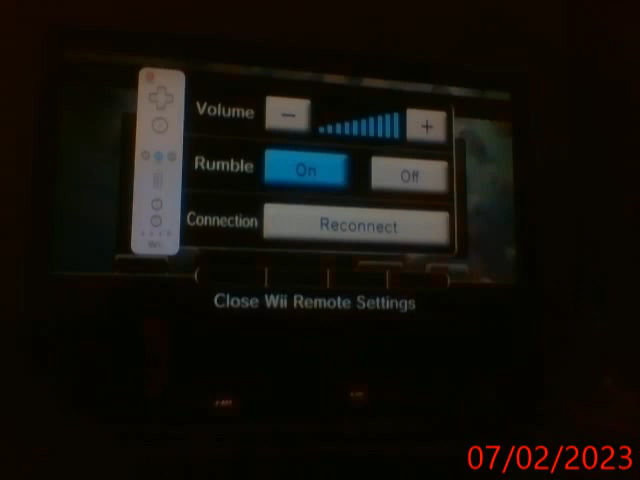 Volume − +
Rumble On Off
Connection Reconnect
Close Wii Remote Settings
07/02/2023